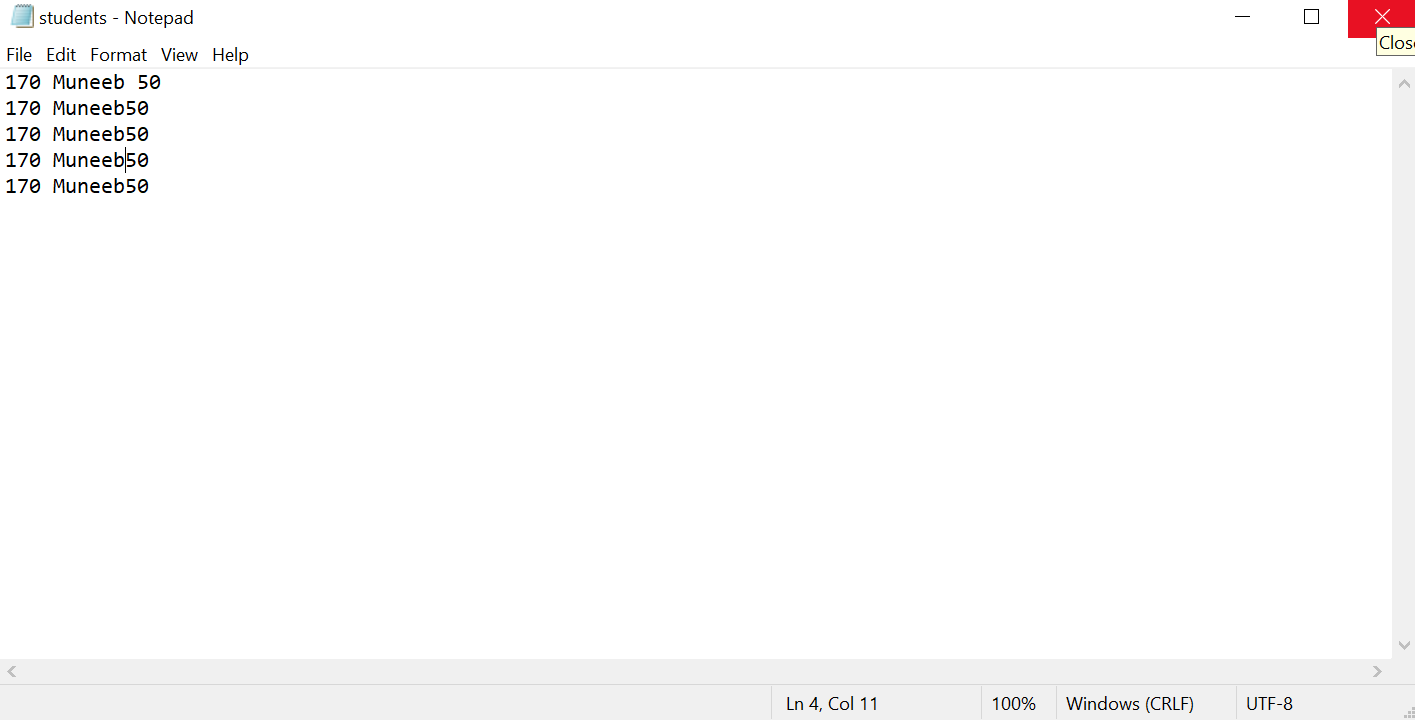 students - Notepad
Clos
File Edit Format View Help
170 Muneeb 50
170 Muneeb50
170 Muneeb50
170 Muneeb50
170 Muneeb50
Ln 4, Col 11 100% Windows (CRLF) UTF-8